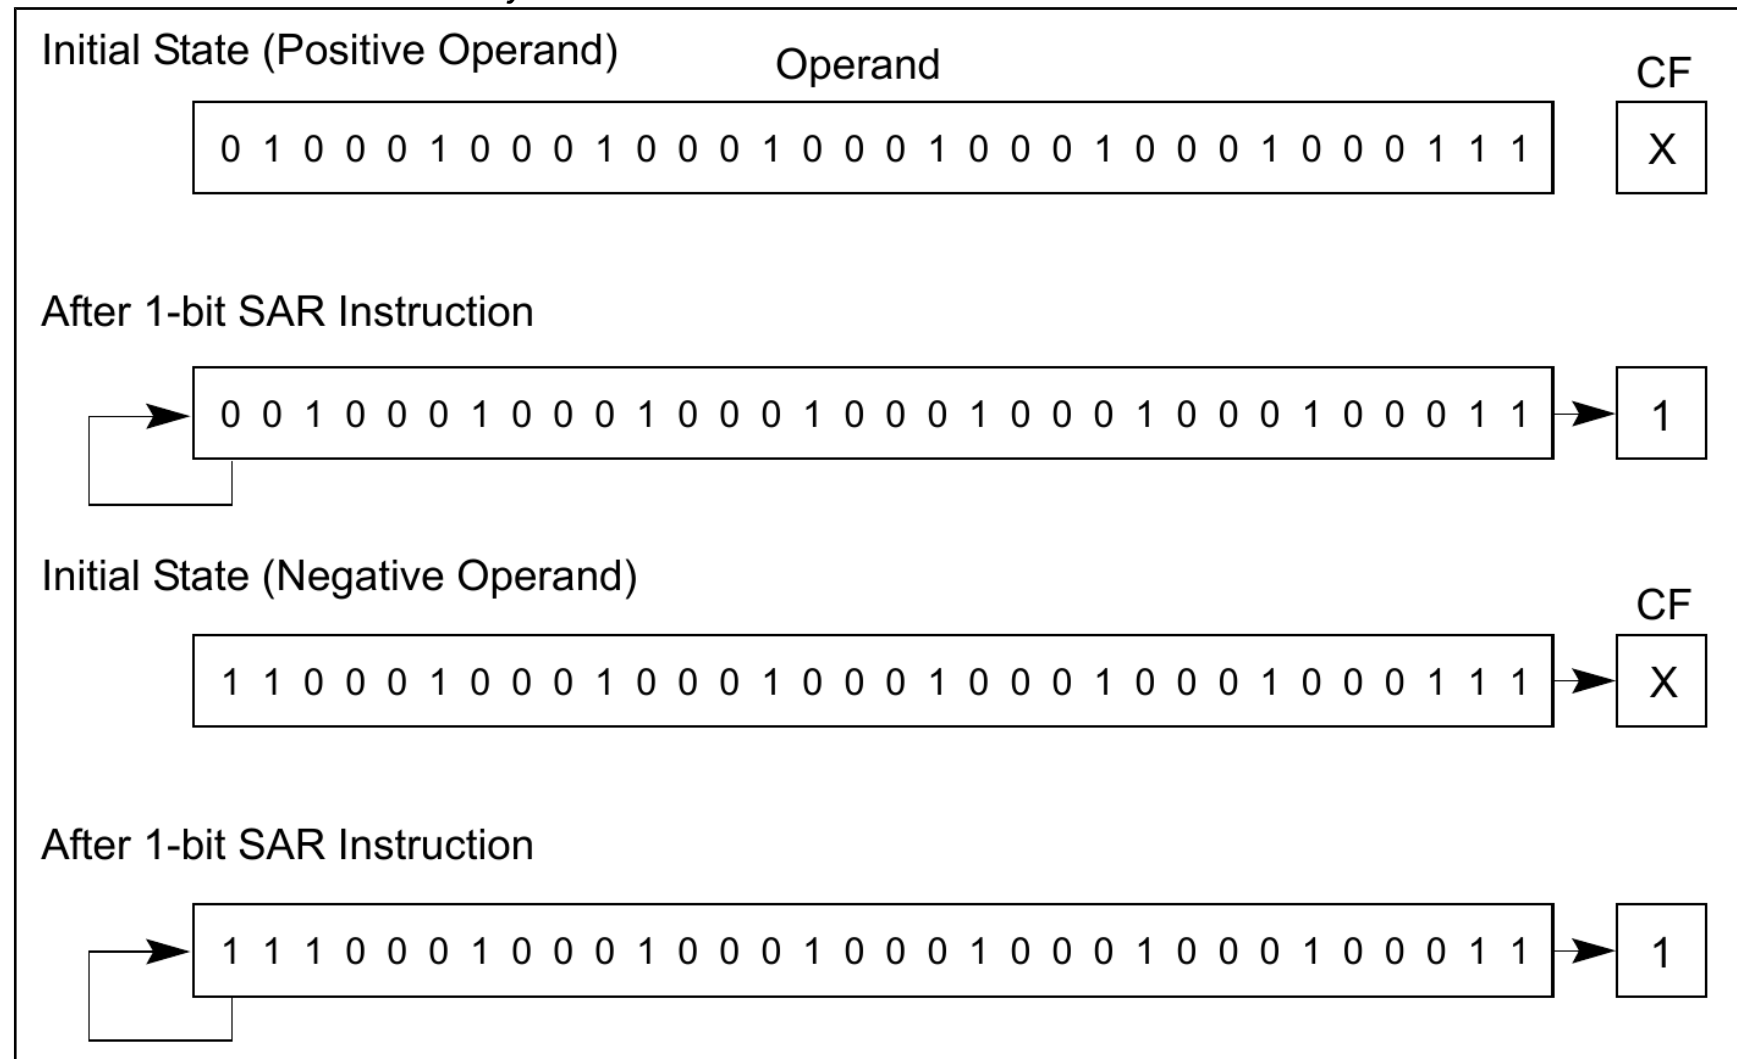 Initial State (Positive Operand)
Operand
CF
0 1 0 0 0 1 0 0 0 1 0 0 0 1 0 0 0 1 0 0 0 1 0 0 0 1 0 0 0 1 1 1
X
After 1-bit SAR Instruction
0 0 1 0 0 0 1 0 0 0 1 0 0 0 1 0 0 0 1 0 0 0 1 0 0 0 1 0 0 0 1 1
1
Initial State (Negative Operand)
CF
1 1 0 0 0 1 0 0 0 1 0 0 0 1 0 0 0 1 0 0 0 1 0 0 0 1 0 0 0 1 1 1
X
After 1-bit SAR Instruction
1 1 1 0 0 0 1 0 0 0 1 0 0 0 1 0 0 0 1 0 0 0 1 0 0 0 1 0 0 0 1 1
1